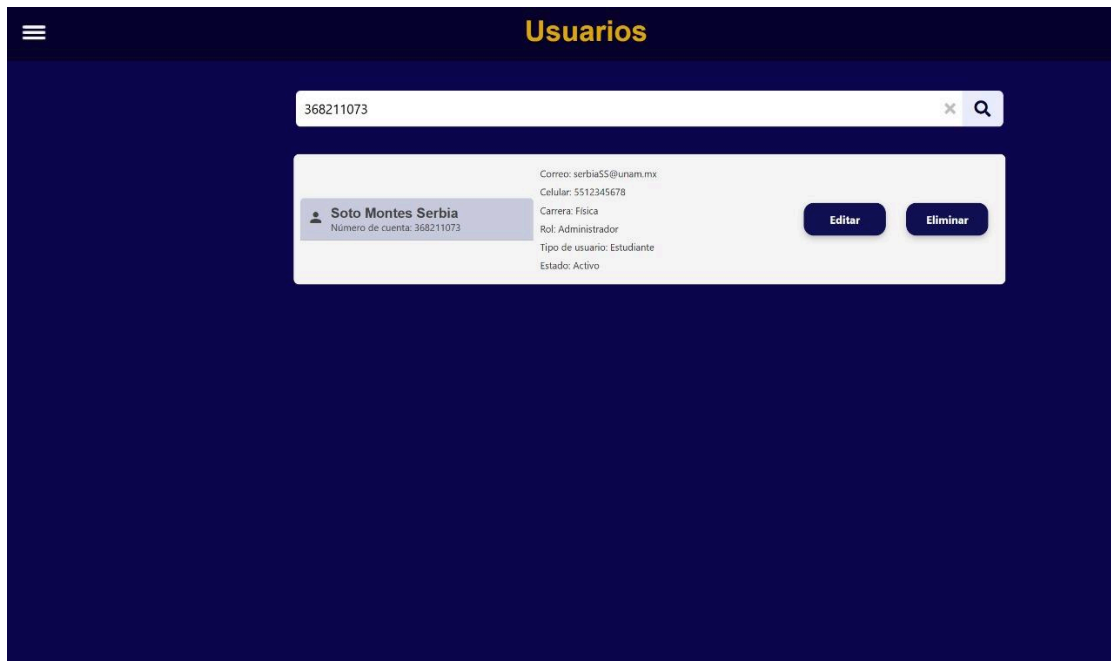 Usuarios
368211073
Soto Montes Serbia
Número de cuenta: 368211073
Correo: serbiaSS@unam.mx
Celular: 5512345678
Carrera: Física
Rol: Administrador
Tipo de usuario: Estudiante
Estado: Activo
Editar
Eliminar